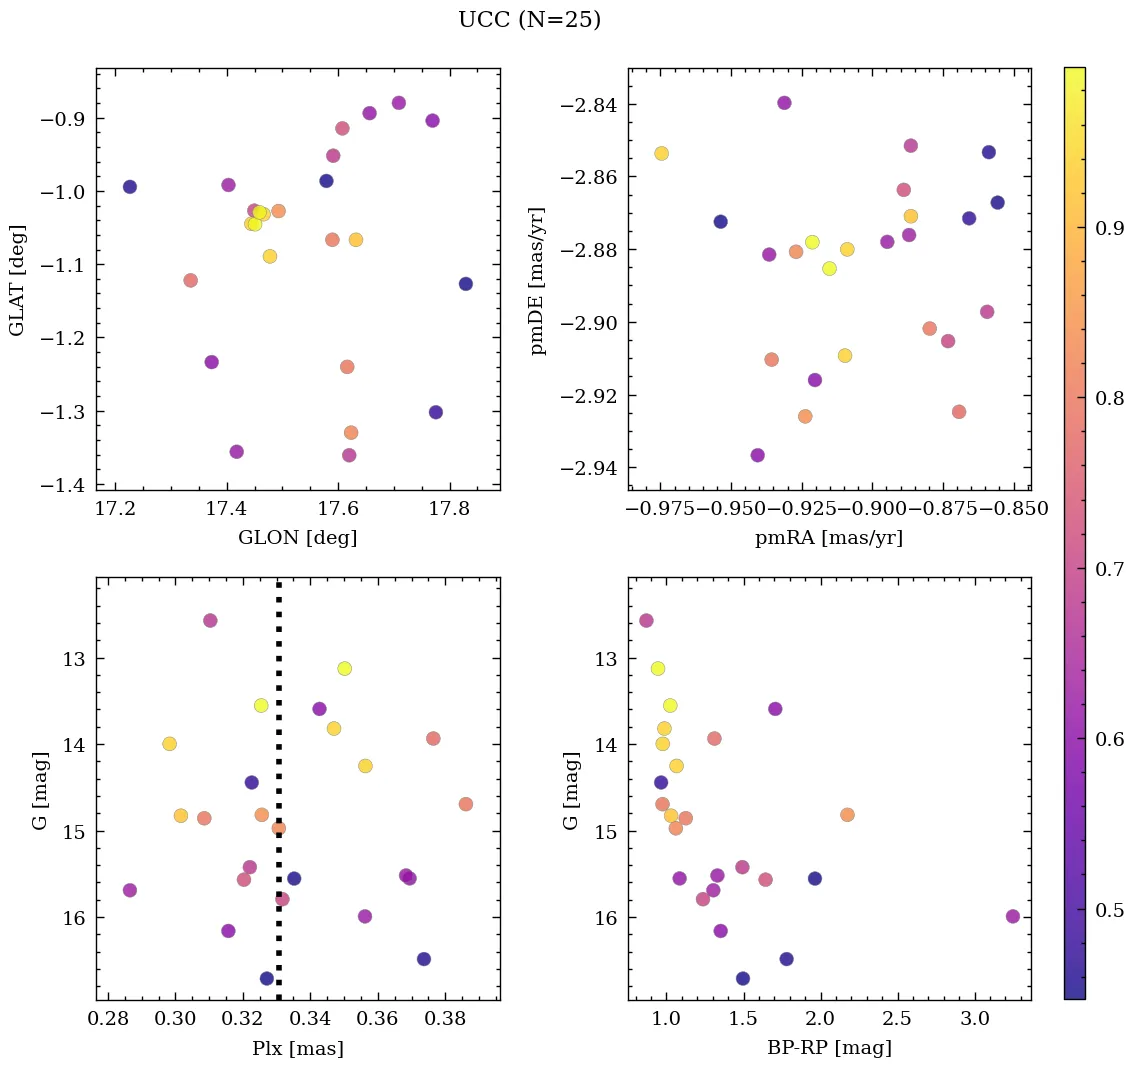 UCC (N=25)
−0.9
−1.0
−1.1
−1.2
−1.3
−1.4
GLAT [deg]
17.2 17.4 17.6 17.8
GLON [deg]
−2.84
−2.86
−2.88
−2.90
−2.92
−2.94
pmDE [mas/yr]
−0.975−0.950−0.925−0.900−0.875−0.850
pmRA [mas/yr]
13
14
15
16
G [mag]
0.28 0.30 0.32 0.34 0.36 0.38
Plx [mas]
13
14
15
16
G [mag]
1.0 1.5 2.0 2.5 3.0
BP-RP [mag]
0.9
0.8
0.7
0.6
0.5